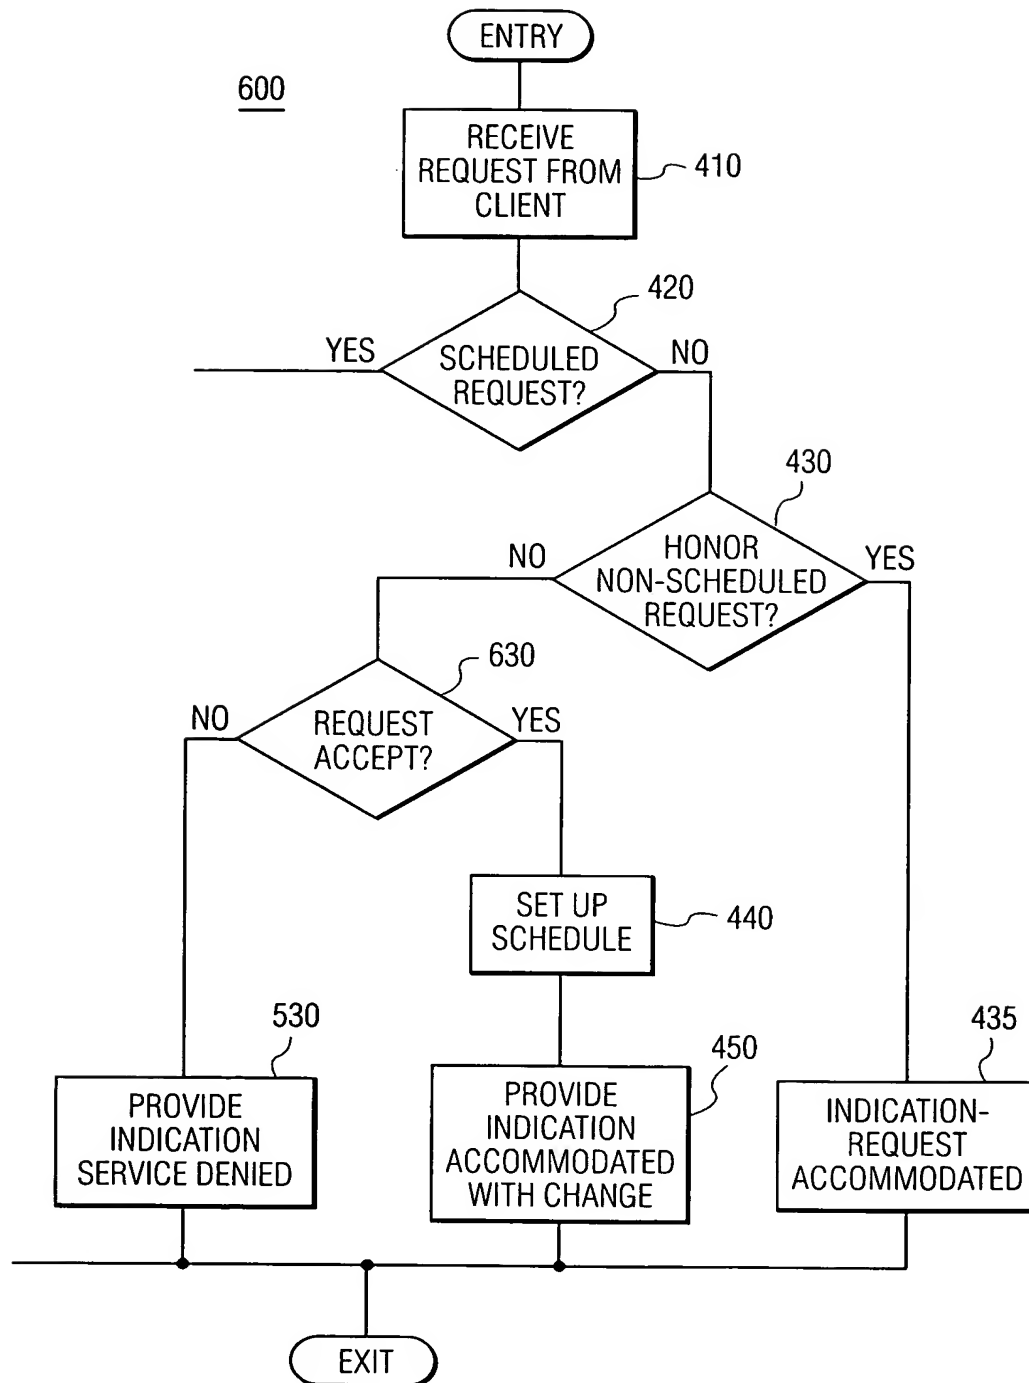 ENTRY
600
RECEIVE
REQUEST FROM
CLIENT
410
420
YES
SCHEDULED
REQUEST?
NO
430
NO
HONOR
NON-SCHEDULED
REQUEST?
YES
630
NO
REQUEST
ACCEPT?
YES
SET UP
SCHEDULE
440
530
PROVIDE
INDICATION
SERVICE DENIED
450
PROVIDE
INDICATION
ACCOMMODATED
WITH CHANGE
435
INDICATION-
REQUEST
ACCOMMODATED
EXIT